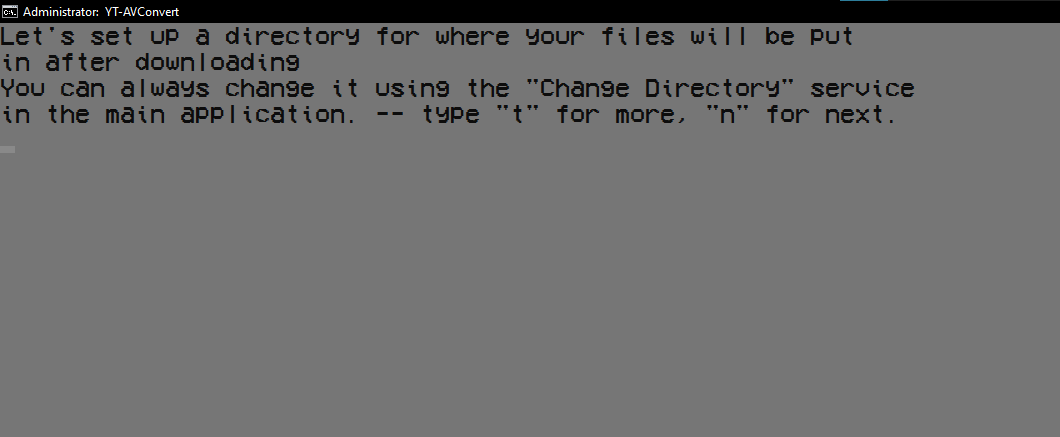 Administrator: YT-AVConvert
Let's set up a directory for where your files will be put
in after downloading
You can always change it using the "Change Directory" service
in the main application. -- type "t" for more, "n" for next.